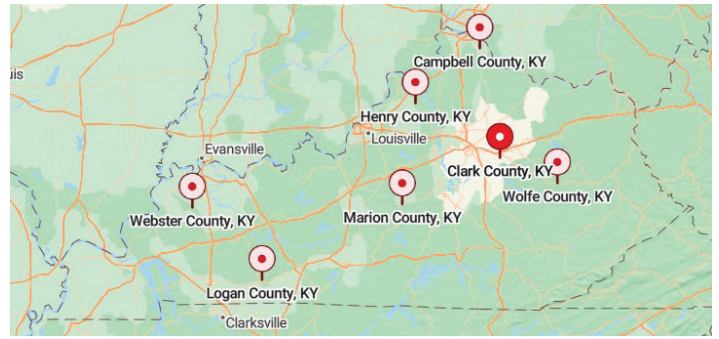 Campbell County, KY
uis
Henry County, KY
Louisville
Evansville
Clark County, KY
Wolfe County, KY
Webster County, KY
Marion County, KY
Logan County, KY
Clarksville